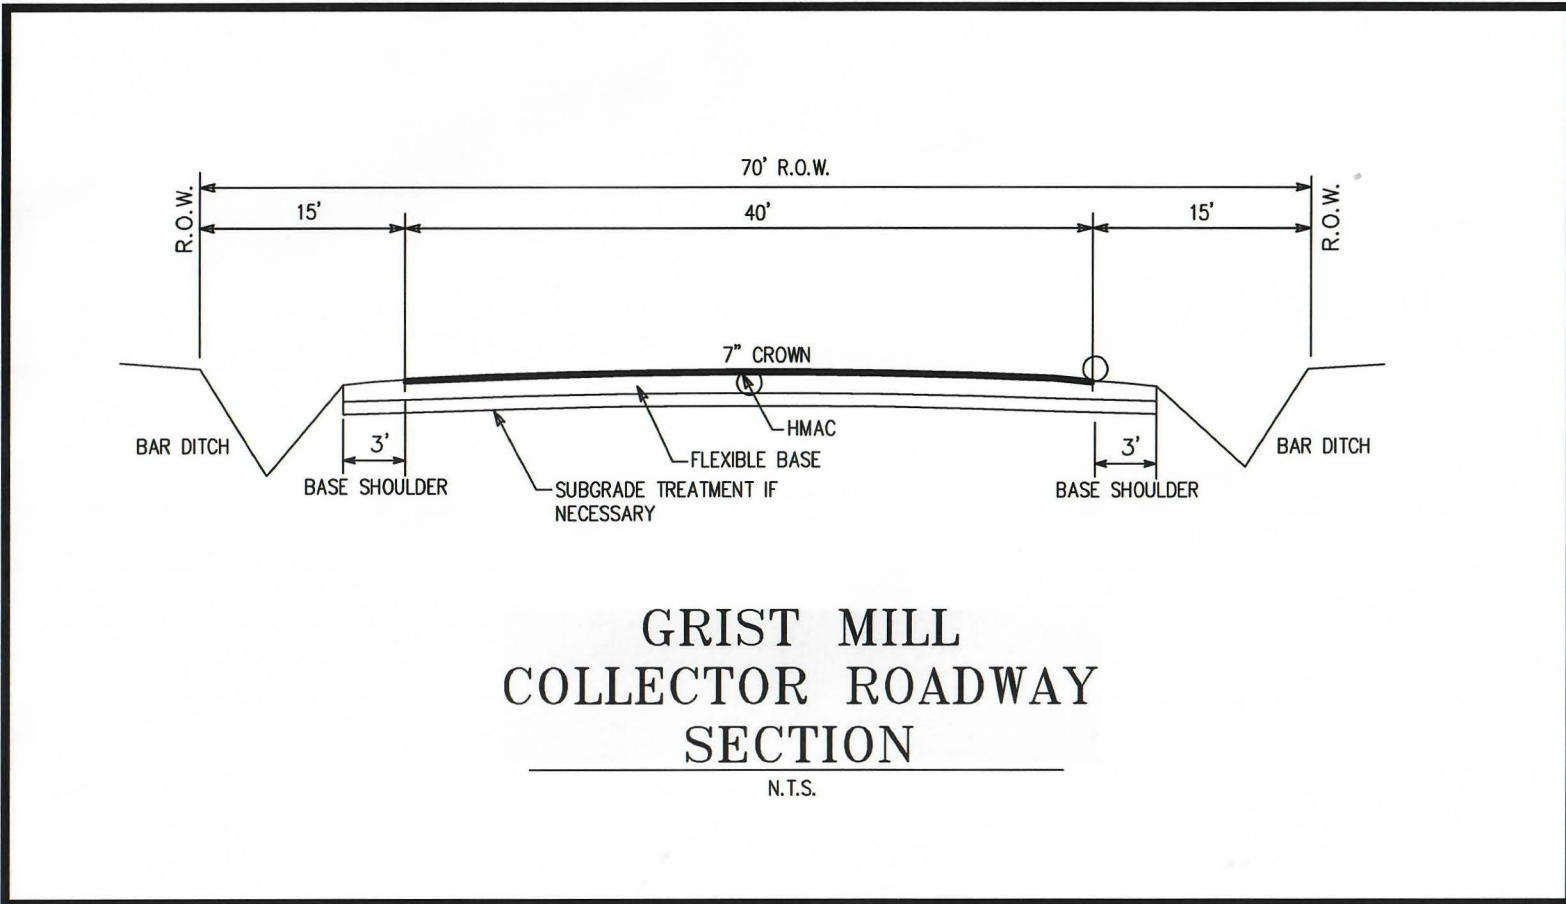 70' R.O.W.
R.O.W.
15'
40'
15'
R.O.W.
7" CROWN
HMAC
FLEXIBLE BASE
SUBGRADE TREATMENT IF
NECESSARY
BAR DITCH
3'
BASE SHOULDER
3'
BASE SHOULDER
BAR DITCH
GRIST MILL
COLLECTOR ROADWAY
SECTION
N.T.S.